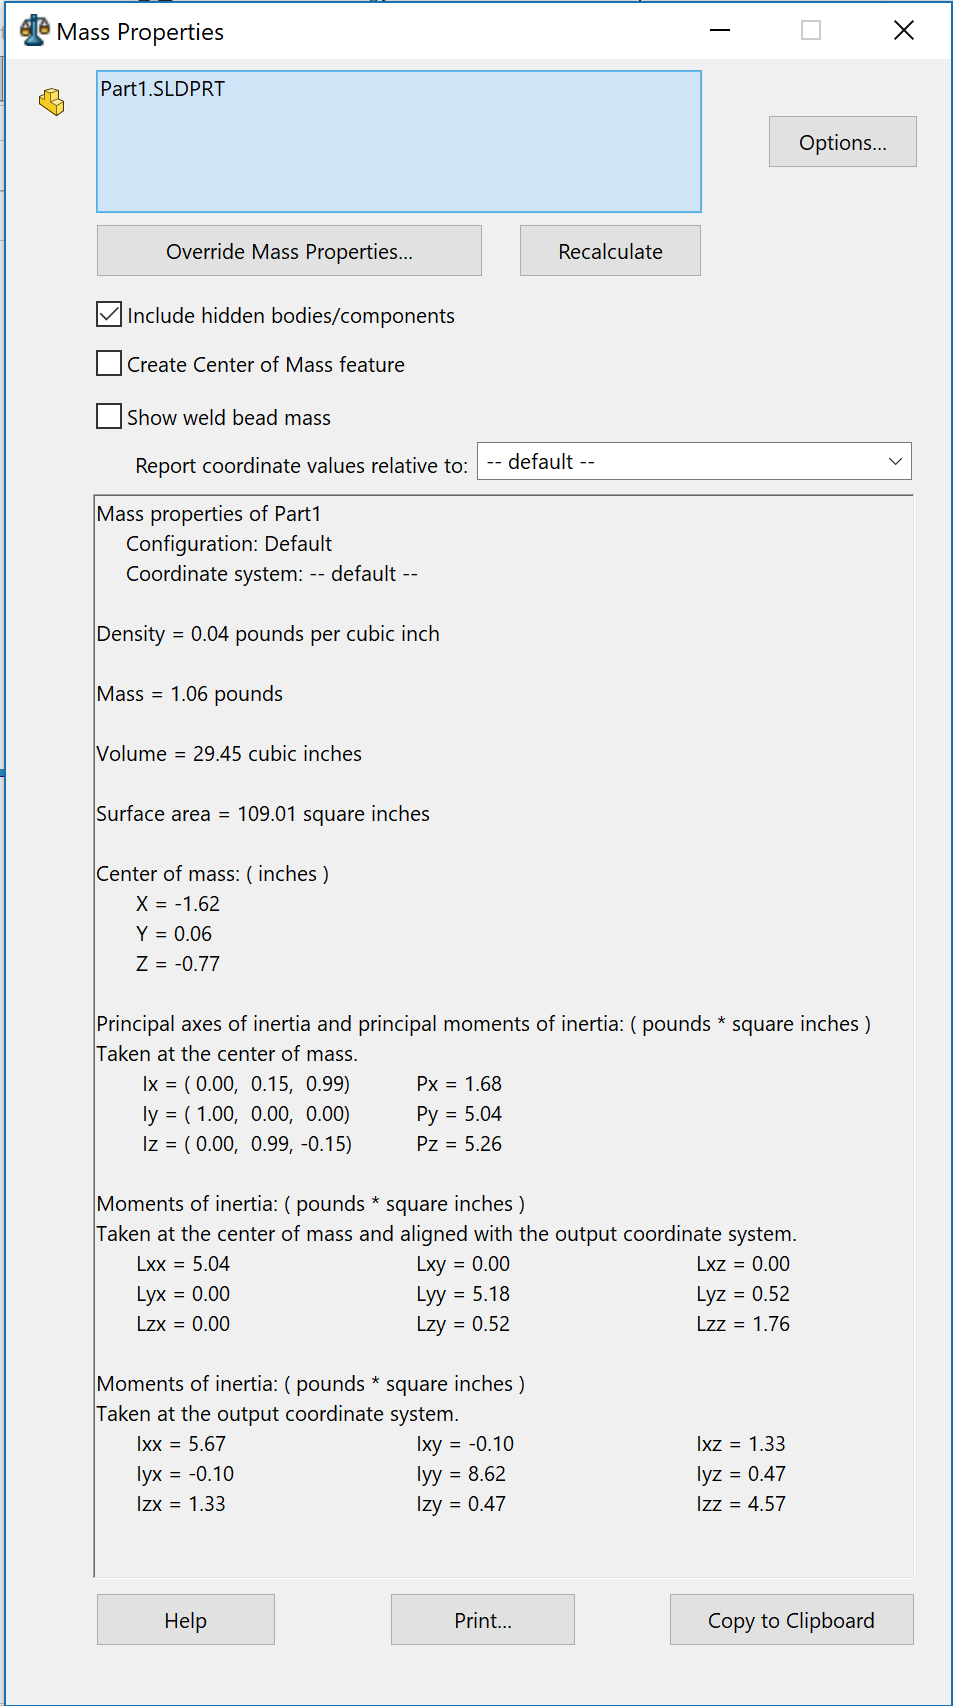 Mass Properties
Part1.SLDPRT
Options...
Override Mass Properties... Recalculate
Include hidden bodies/components
Create Center of Mass feature
Show weld bead mass
Report coordinate values relative to: -- default --
Mass properties of Part1
Configuration: Default
Coordinate system: -- default --
Density = 0.04 pounds per cubic inch
Mass = 1.06 pounds
Volume = 29.45 cubic inches
Surface area = 109.01 square inches
Center of mass: ( inches )
X = -1.62
Y = 0.06
Z = -0.77
Principal axes of inertia and principal moments of inertia: ( pounds * square inches )
Taken at the center of mass.
Ix = ( 0.00, 0.15, 0.99) Px = 1.68
Iy = ( 1.00, 0.00, 0.00) Py = 5.04
Iz = ( 0.00, 0.99, -0.15) Pz = 5.26
Moments of inertia: ( pounds * square inches )
Taken at the center of mass and aligned with the output coordinate system.
Lxx = 5.04 Lxy = 0.00 Lxz = 0.00
Lyx = 0.00 Lyy = 5.18 Lyz = 0.52
Lzx = 0.00 Lzy = 0.52 Lzz = 1.76
Moments of inertia: ( pounds * square inches )
Taken at the output coordinate system.
Ixx = 5.67 Ixy = -0.10 Ixz = 1.33
Iyx = -0.10 Iyy = 8.62 Iyz = 0.47
Izx = 1.33 Izy = 0.47 Izz = 4.57
Help Print... Copy to Clipboard